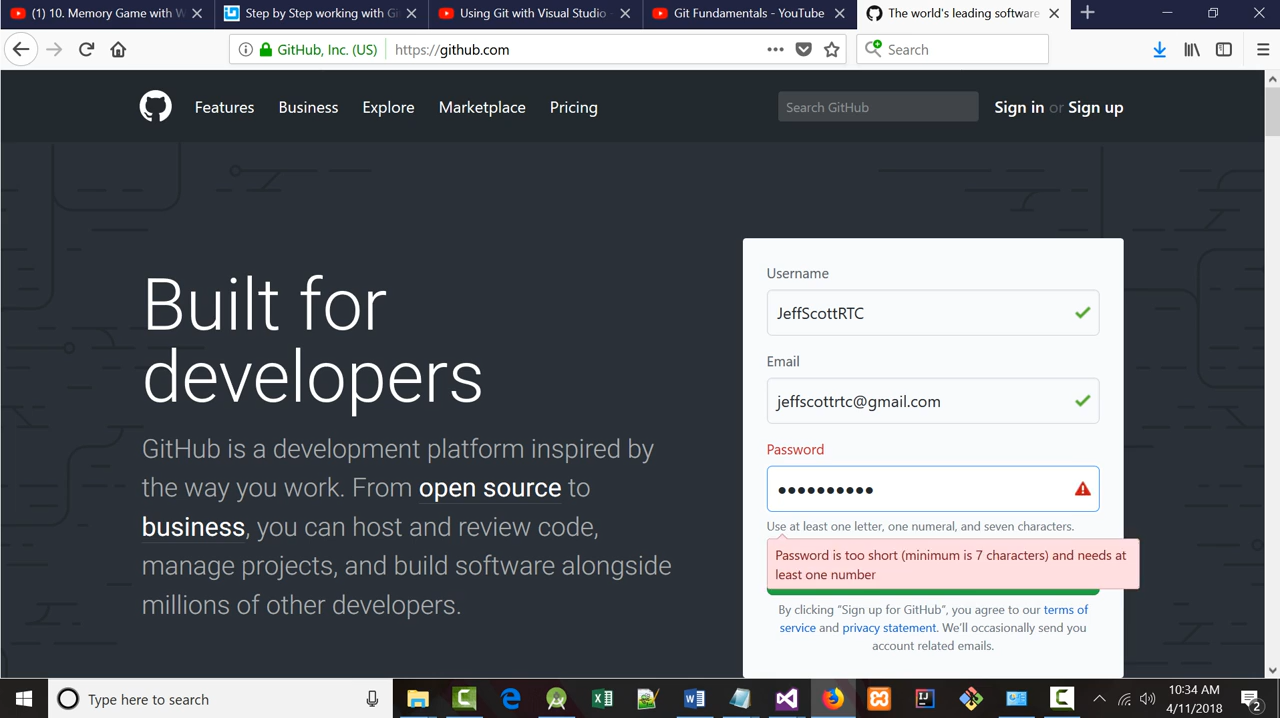 (1) 10. Memory Game with W
Step by Step working with Gi
Using Git with Visual Studio -
Git Fundamentals - YouTube
The world's leading software
GitHub, Inc. (US)
https://github.com
Search
Features
Business
Explore
Marketplace
Pricing
Search GitHub
Sign in or Sign up
Built for
developers
GitHub is a development platform inspired by
the way you work. From open source to
business, you can host and review code,
manage projects, and build software alongside
millions of other developers.
Username
JeffScottRTC
Email
jeffscottrtc@gmail.com
Password
Use at least one letter, one numeral, and seven characters.
Password is too short (minimum is 7 characters) and needs at
least one number
By clicking “Sign up for GitHub”, you agree to our terms of
service and privacy statement. We’ll occasionally send you
account related emails.
Type here to search
10:34 AM
4/11/2018
2